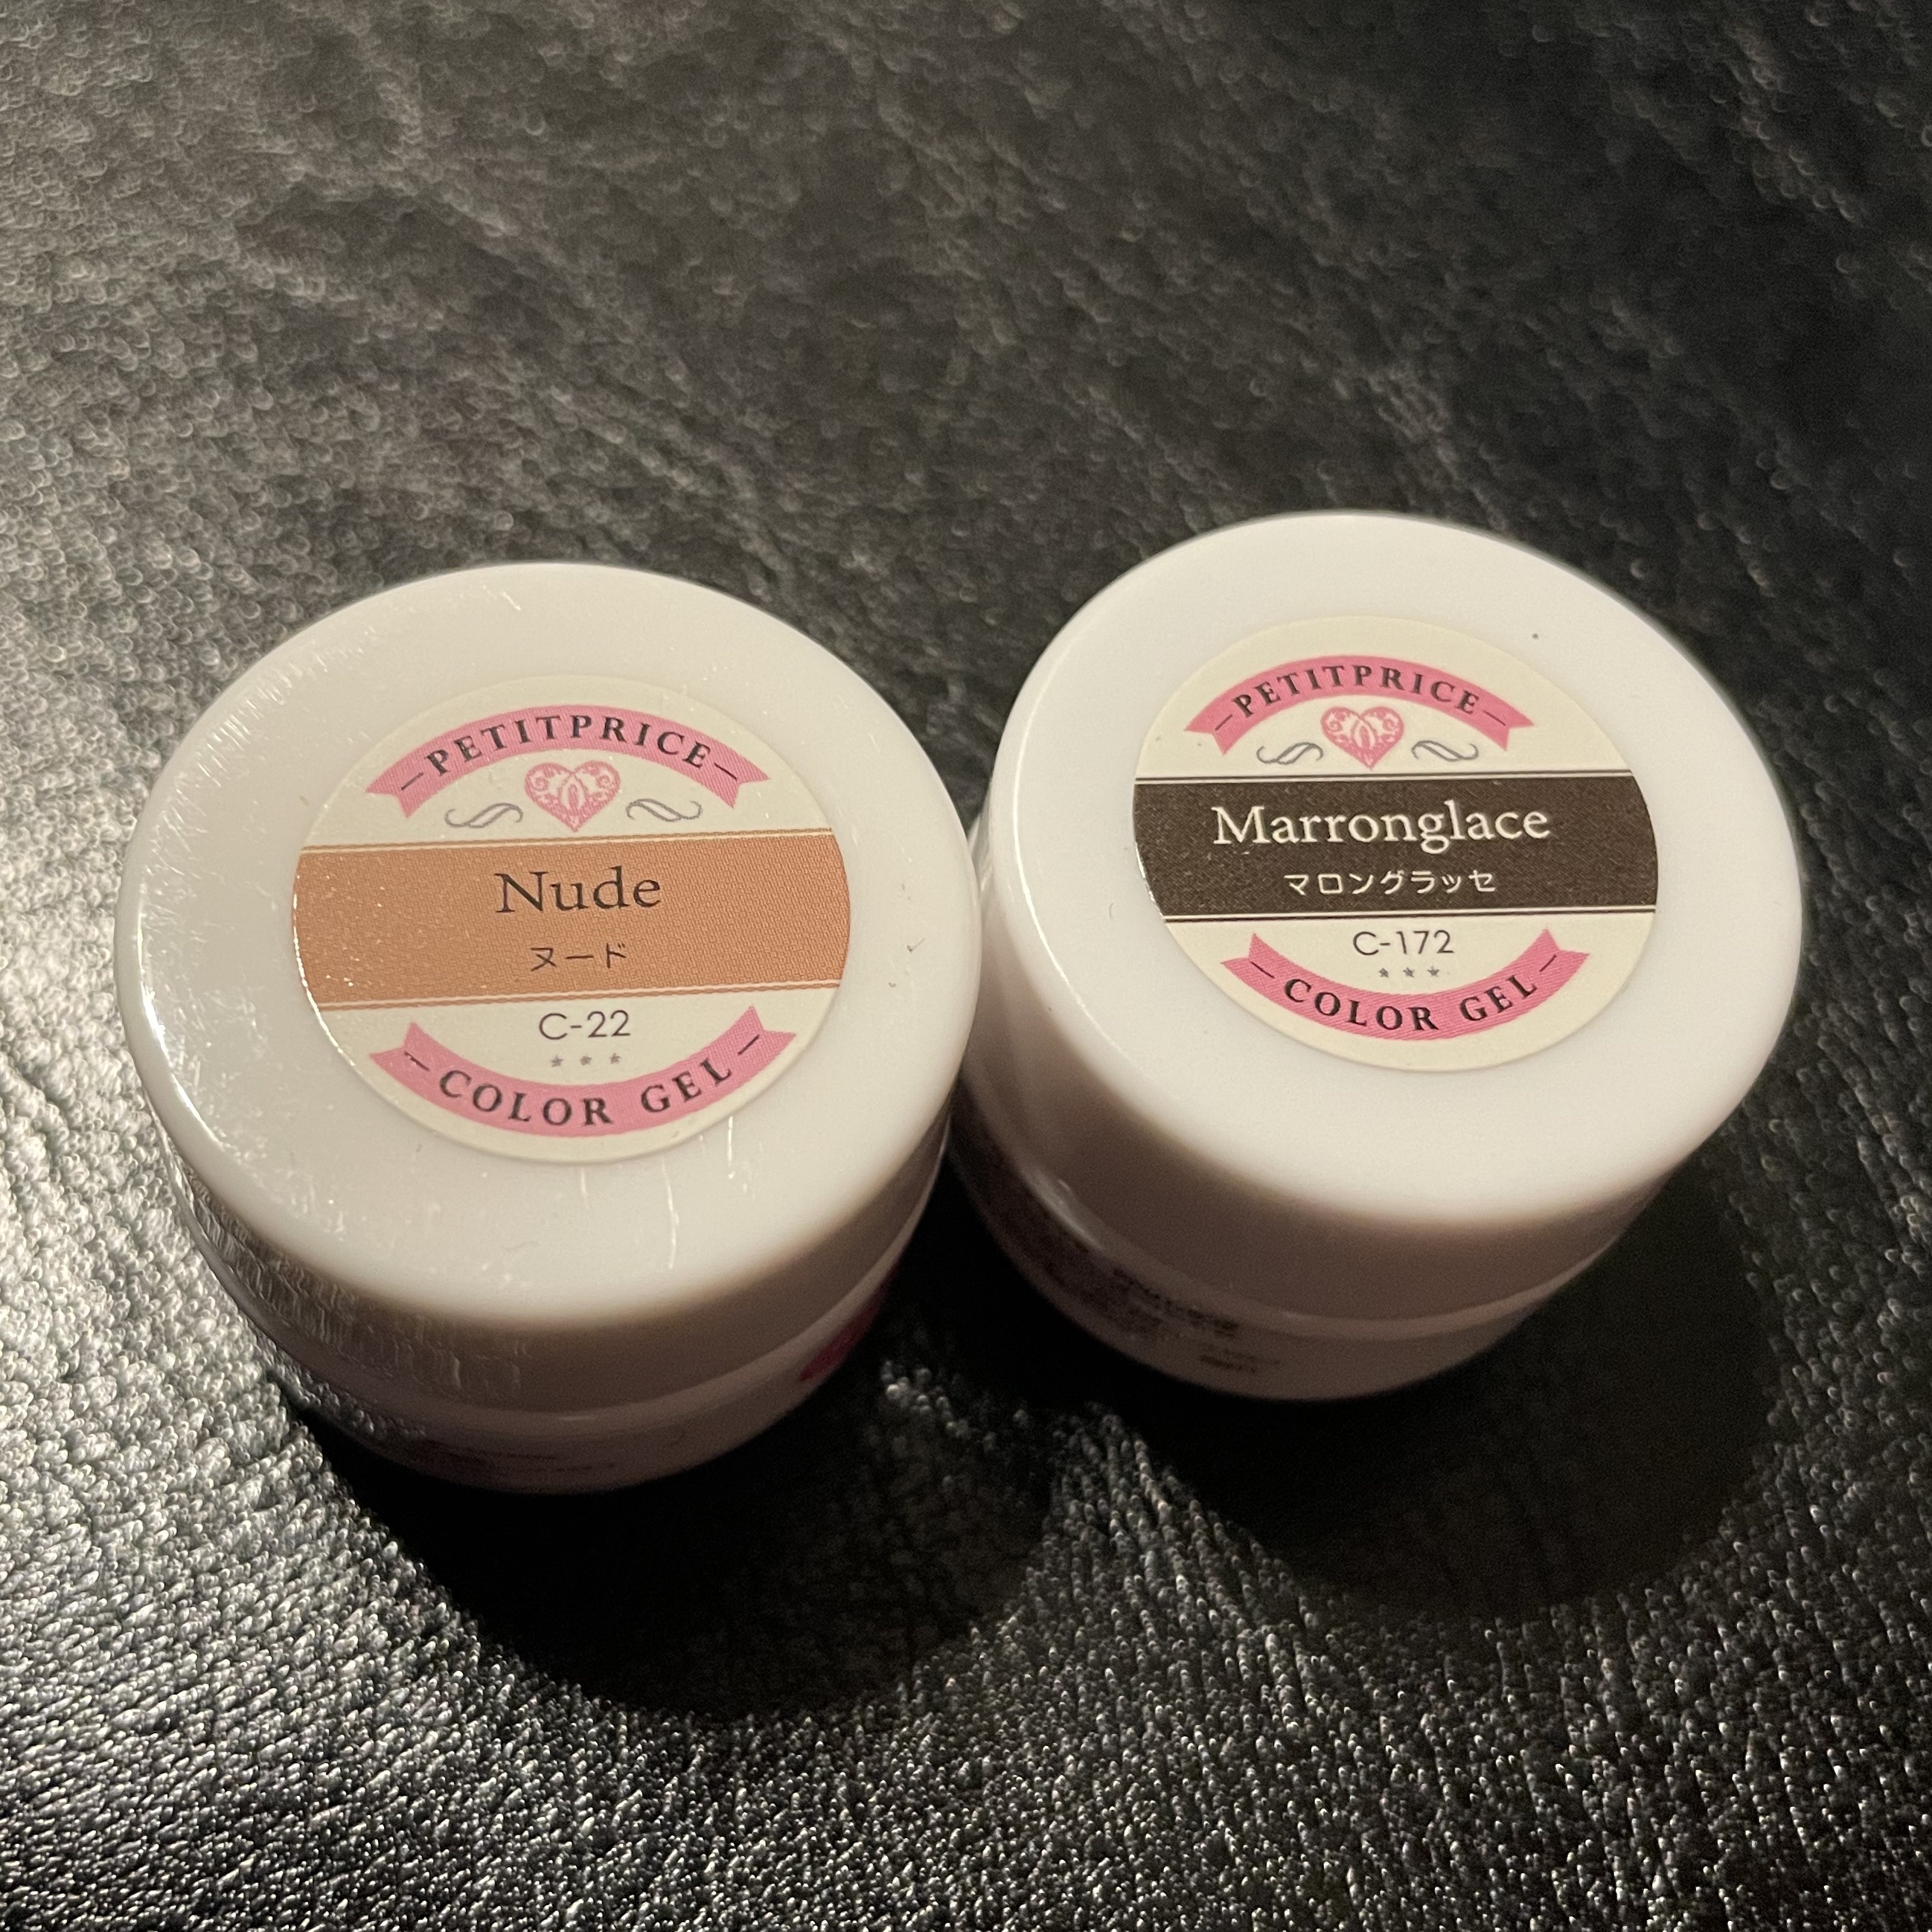 PETITPRICE
Nude
ヌード
C-22
COLOR GEL
PETITPRICE
Marronglace
マロングラッセ
C-172
COLOR GEL